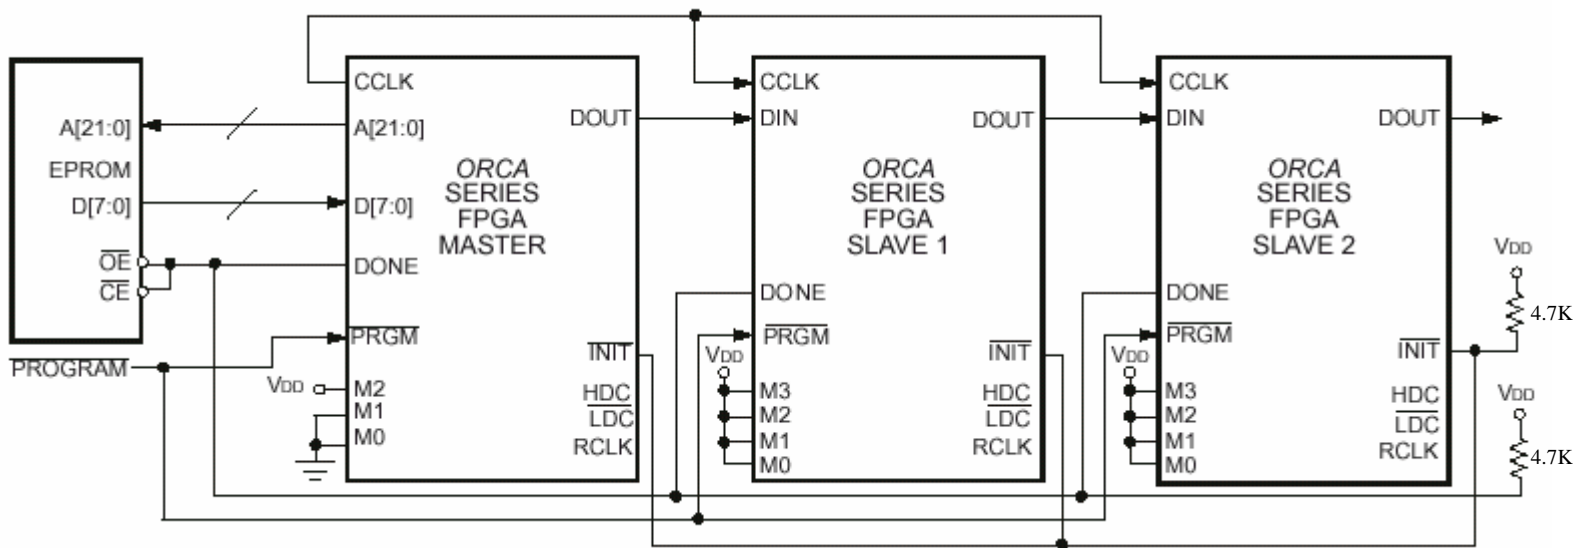 A[21:0]
EPROM
D[7:0]
OE
CE
PROGRAM
CCLK
A[21:0]
D[7:0]
DONE
PRGM
VDD
M2
M1
M0
DOUT
ORCA
SERIES
FPGA
MASTER
INIT
HDC
LDC
RCLK
CCLK
DIN
DONE
PRGM
VDD
M3
M2
M1
M0
DOUT
ORCA
SERIES
FPGA
SLAVE 1
INIT
HDC
LDC
RCLK
CCLK
DIN
DONE
PRGM
VDD
M3
M2
M1
M0
DOUT
ORCA
SERIES
FPGA
SLAVE 2
INIT
HDC
LDC
RCLK
VDD
4.7K
VDD
4.7K